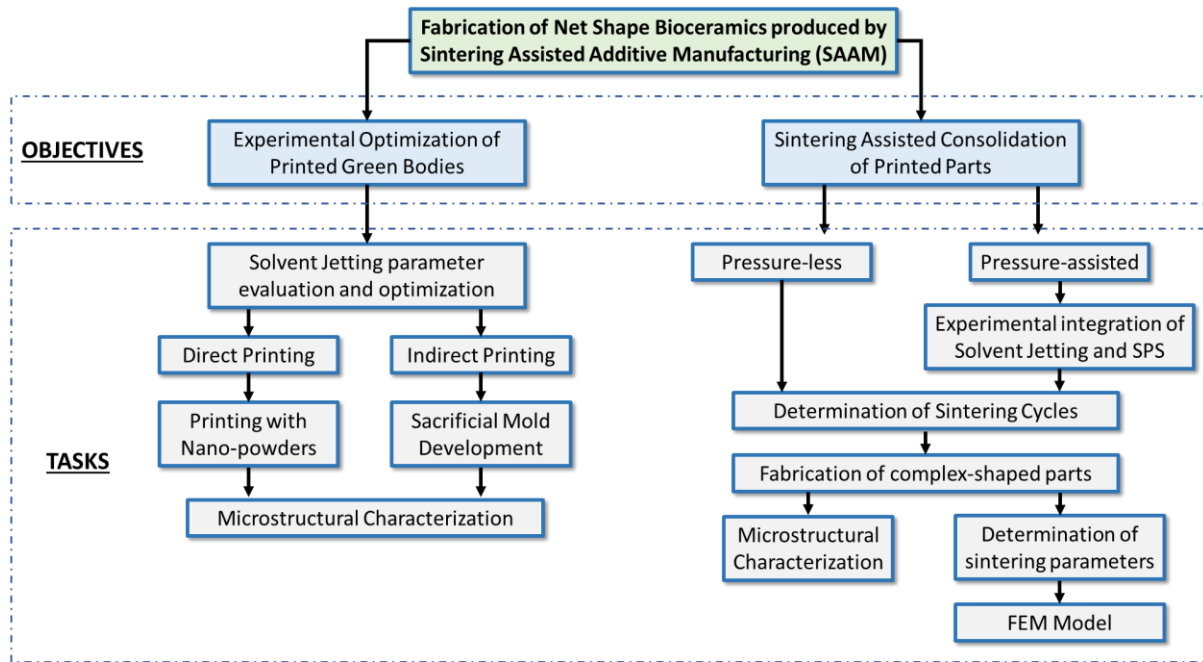 Fabrication of Net Shape Bioceramics produced by
Sintering Assisted Additive Manufacturing (SAAM)
OBJECTIVES
Experimental Optimization of
Printed Green Bodies
Sintering Assisted Consolidation
of Printed Parts
TASKS
Solvent Jetting parameter
evaluation and optimization
Direct Printing
Indirect Printing
Printing with
Nano-powders
Sacrificial Mold
Development
Microstructural Characterization
Pressure-less
Pressure-assisted
Experimental integration of
Solvent Jetting and SPS
Determination of Sintering Cycles
Fabrication of complex-shaped parts
Microstructural
Characterization
Determination of
sintering parameters
FEM Model